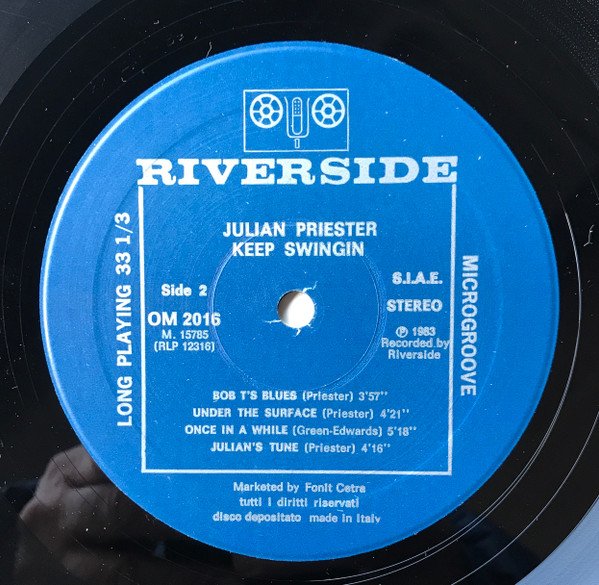 RIVERSIDE
JULIAN PRIESTER
KEEP SWINGIN
LONG PLAYING 33 1/3
Side 2
OM 2016
M. 15785
(RLP 12316)
S.I.A.E.
STEREO
℗ 1983
Recorded by
Riverside
MICROGROOVE
BOB T'S BLUES (Priester) 3'57''
UNDER THE SURFACE (Priester) 4'21''
ONCE IN A WHILE (Green-Edwards) 5'18''
JULIAN'S TUNE (Priester) 4'16''
Marketed by Fonit Cetra
tutti i diritti riservati
disco depositato made in Italy